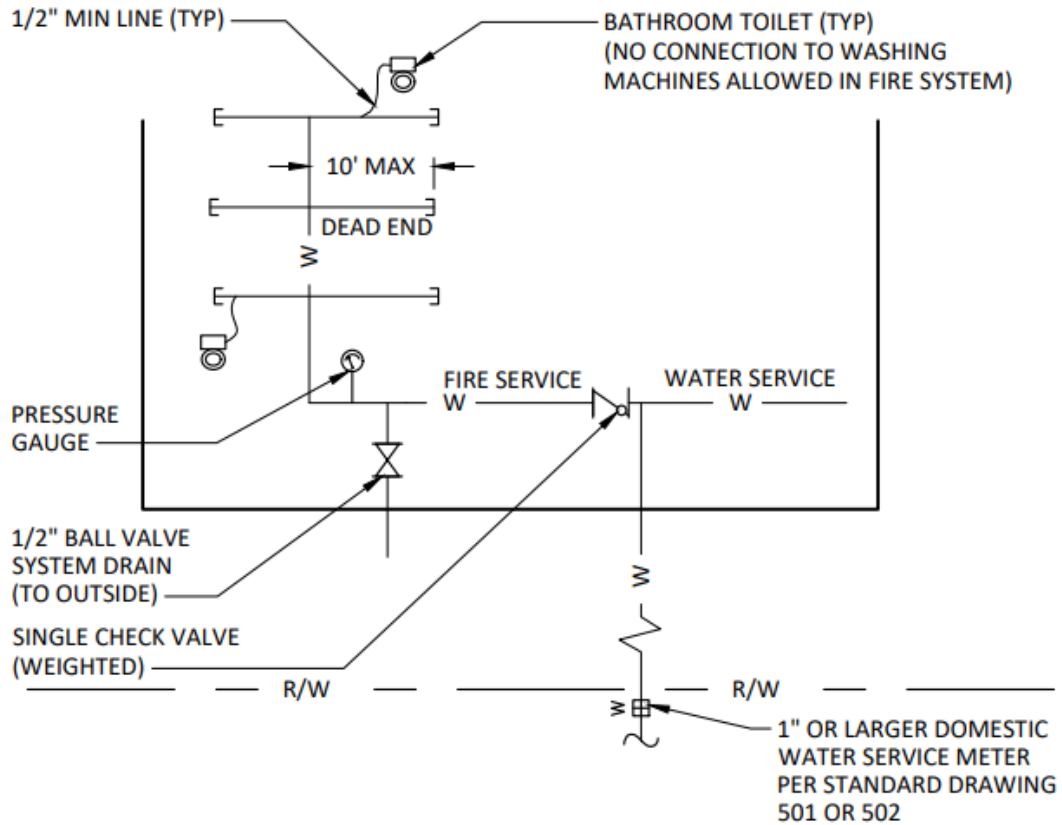 1/2" MIN LINE (TYP)
BATHROOM TOILET (TYP)
(NO CONNECTION TO WASHING
MACHINES ALLOWED IN FIRE SYSTEM)
10' MAX
DEAD END
W
FIRE SERVICE
W
WATER SERVICE
W
PRESSURE
GAUGE
1/2" BALL VALVE
SYSTEM DRAIN
(TO OUTSIDE)
W
SINGLE CHECK VALVE
(WEIGHTED)
R/W
R/W
W
1" OR LARGER DOMESTIC
WATER SERVICE METER
PER STANDARD DRAWING
501 OR 502